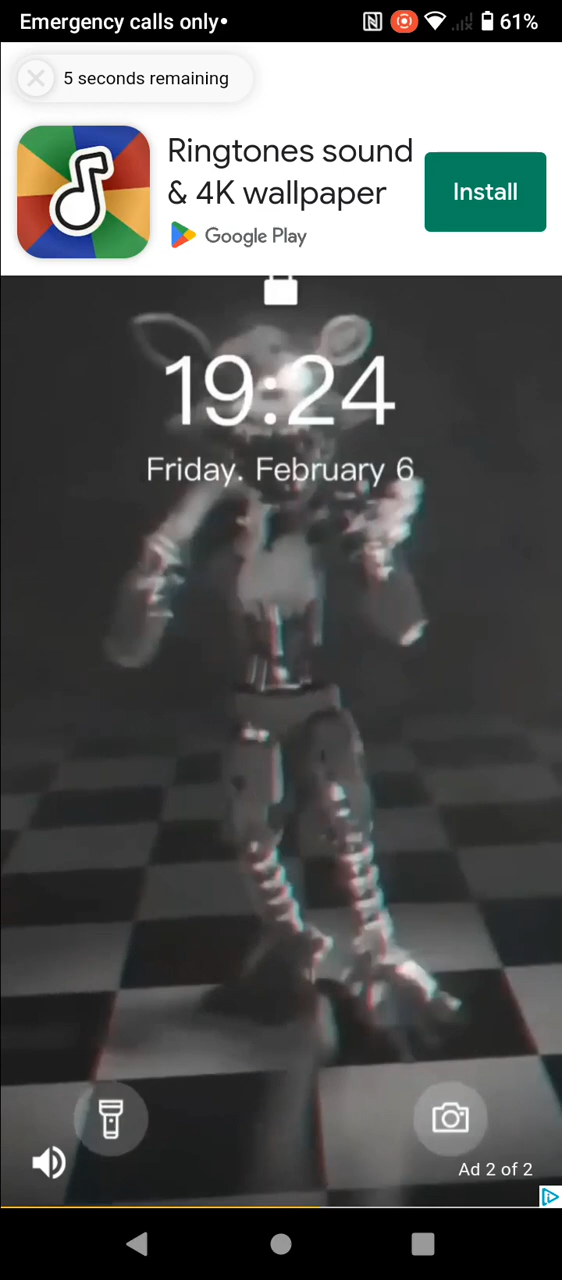 Emergency calls only•
61%
5 seconds remaining
Ringtones sound
& 4K wallpaper
Install
Google Play
19:24
Friday. February 6
Ad 2 of 2